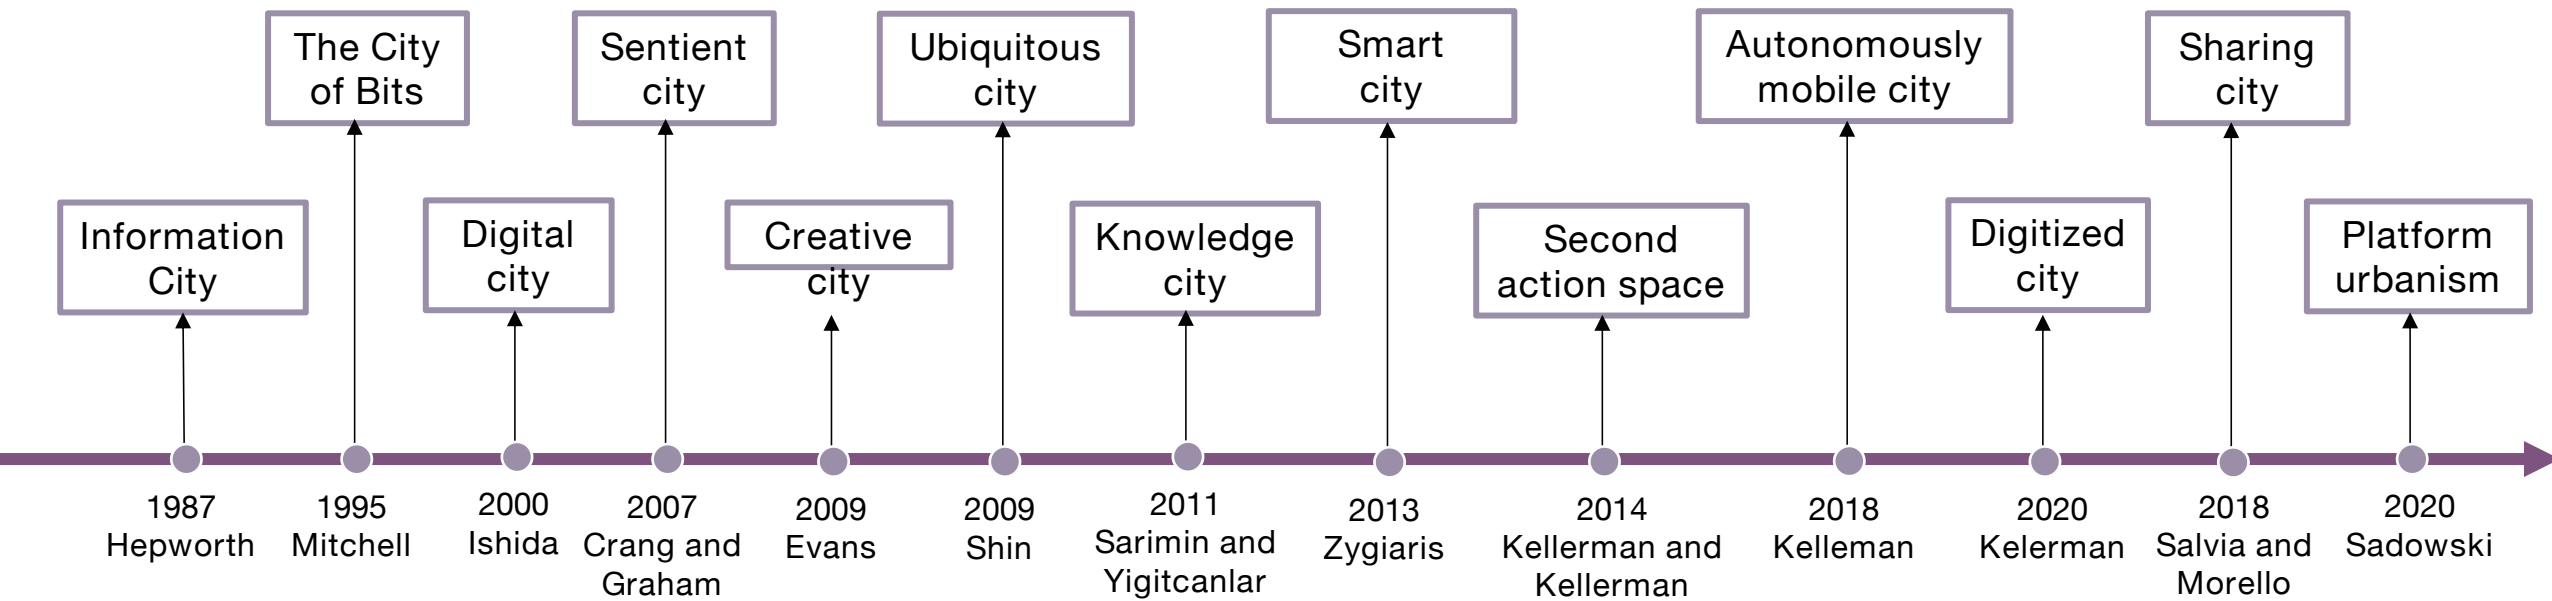 The City
of Bits
Sentient
city
Ubiquitous
city
Smart
city
Autonomously
mobile city
Sharing
city
Information
City
Digital
city
Creative
city
Knowledge
city
Second
action space
Digitized
city
Platform
urbanism
1987
Hepworth
1995
Mitchell
2000
Ishida
2007
Crang and
Graham
2009
Evans
2009
Shin
2011
Sarimin and
Yigitcanlar
2013
Zygiaris
2014
Kellerman and
Kellerman
2018
Kelleman
2020
Kelerman
2018
Salvia and
Morello
2020
Sadowski